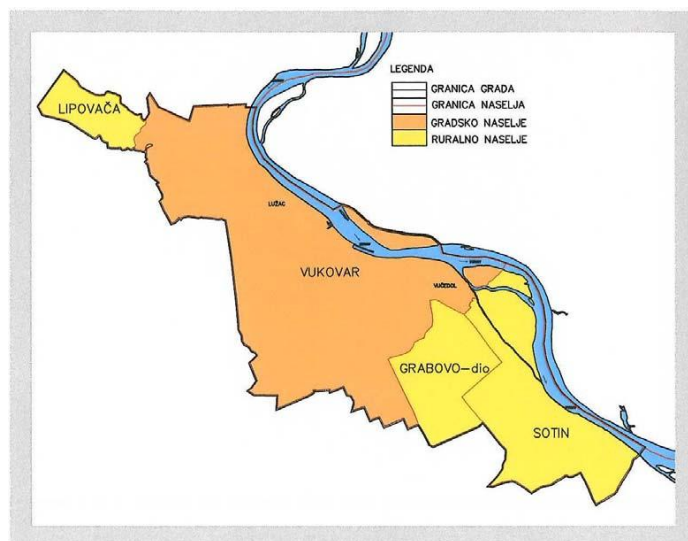 LEGENDA
GRANICA GRADA
GRANICA NASELJA
GRADSKO NASELJE
RURALNO NASELJE
LIPOVAČA
LUŽAC
VUKOVAR
VUČEDOL
GRABOVO-dio
SOTIN